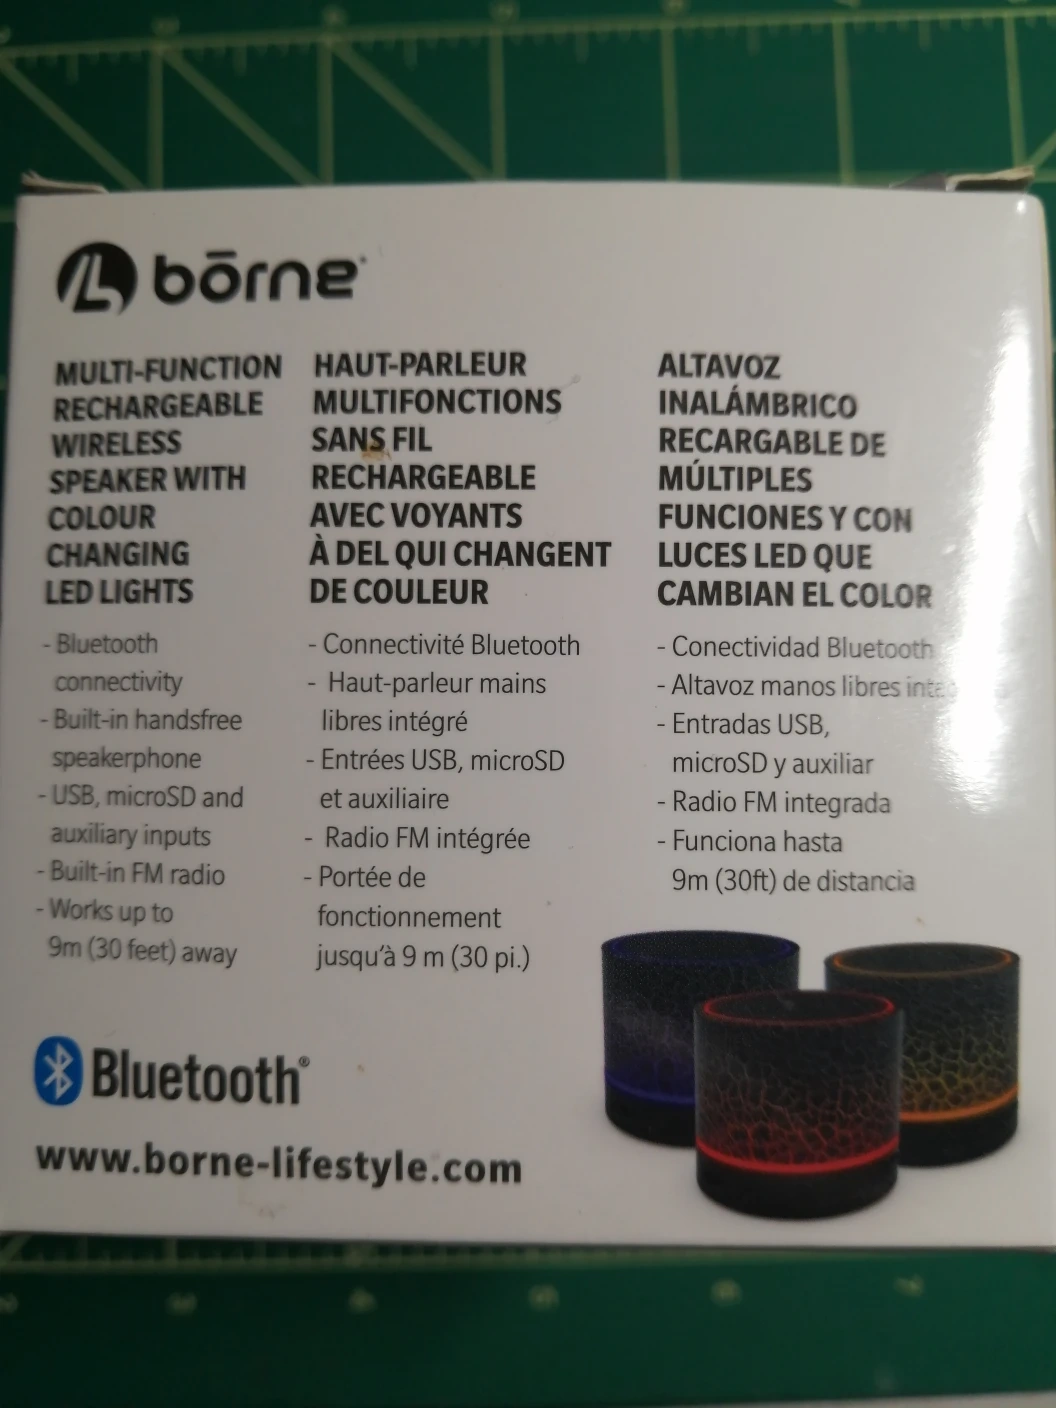 bōrne
MULTI-FUNCTION
RECHARGEABLE
WIRELESS
SPEAKER WITH
COLOUR
CHANGING
LED LIGHTS
- Bluetooth
connectivity
- Built-in handsfree
speakerphone
- USB, microSD and
auxiliary inputs
- Built-in FM radio
- Works up to
9m (30 feet) away
HAUT-PARLEUR
MULTIFONCTIONS
SANS FIL
RECHARGEABLE
AVEC VOYANTS
À DEL QUI CHANGENT
DE COULEUR
- Connectivité Bluetooth
- Haut-parleur mains
libres intégré
- Entrées USB, microSD
et auxiliaire
- Radio FM intégrée
- Portée de
fonctionnement
jusqu'à 9 m (30 pi.)
ALTAVOZ
INALÁMBRICO
RECARGABLE DE
MÚLTIPLES
FUNCIONES Y CON
LUCES LED QUE
CAMBIAN EL COLOR
- Conectividad Bluetooth
- Altavoz manos libres
- Entradas USB,
microSD y auxiliar
- Radio FM integrada
- Funciona hasta
9m (30ft) de distancia
Bluetooth®
www.borne-lifestyle.com